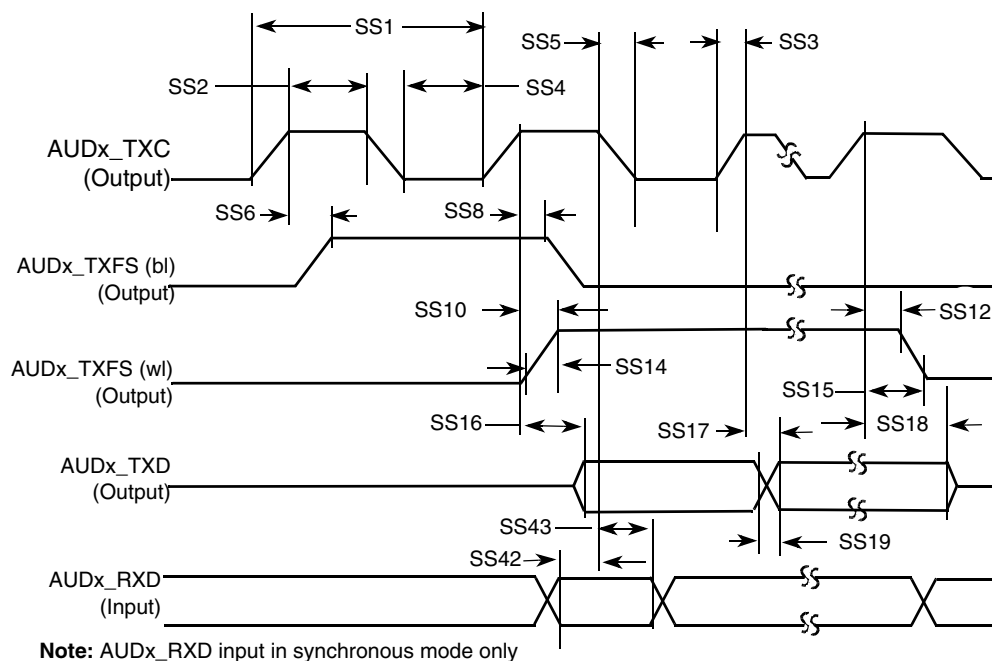 SS1
SS5
SS3
SS2
SS4
AUDx_TXC
(Output)
SS6
SS8
AUDx_TXFS (bl)
(Output)
SS10
SS12
AUDx_TXFS (wl)
(Output)
SS14
SS15
SS16
SS17
SS18
AUDx_TXD
(Output)
SS43
SS19
SS42
AUDx_RXD
(Input)
Note: AUDx_RXD input in synchronous mode only